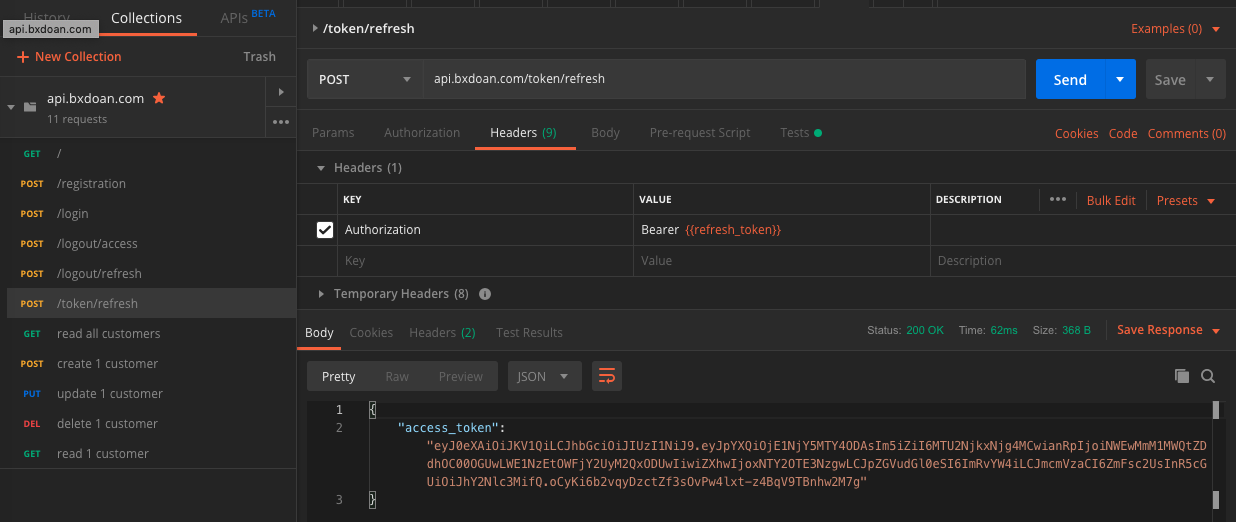 History
Collections
APIs BETA
api.bxdoan.com
New Collection
Trash
api.bxdoan.com
11 requests
GET /
POST /registration
POST /login
POST /logout/access
POST /logout/refresh
POST /token/refresh
GET read all customers
POST create 1 customer
PUT update 1 customer
DEL delete 1 customer
GET read 1 customer
/token/refresh
Examples (0)
POST api.bxdoan.com/token/refresh
Send
Save
Params Authorization Headers (9) Body Pre-request Script Tests
Cookies Code Comments (0)
Headers (1)
KEY VALUE DESCRIPTION ••• Bulk Edit Presets
Authorization Bearer {{refresh_token}}
Key Value Description
Temporary Headers (8)
Body Cookies Headers (2) Test Results
Status: 200 OK Time: 62ms Size: 368 B Save Response
Pretty Raw Preview JSON
1 {
2 "access_token":
"eyJ0eXAiOiJKV1QiLCJhbGciOiJIUzI1NiJ9.eyJpYXQiOjE1NjY5MTY4ODAsIm5iZiI6MTU2NjkxNjg4MCwianRpIjoiNWEwMmM1MWQtZD
dhOC00OGUwLWE1NzEtOWFjY2UyM2QxODUwIiwiZXhwIjoxNTY2OTE3NzgwLCJpZGVudGl0eSI6ImRvYW4iLCJmcmVzaCI6ZmFsc2UsInR5cG
UiOiJhY2Nlc3MifQ.oCyKi6b2vqyDzctZf3sOvPw4lxt-z4BqV9TBnhw2M7g"
3 }